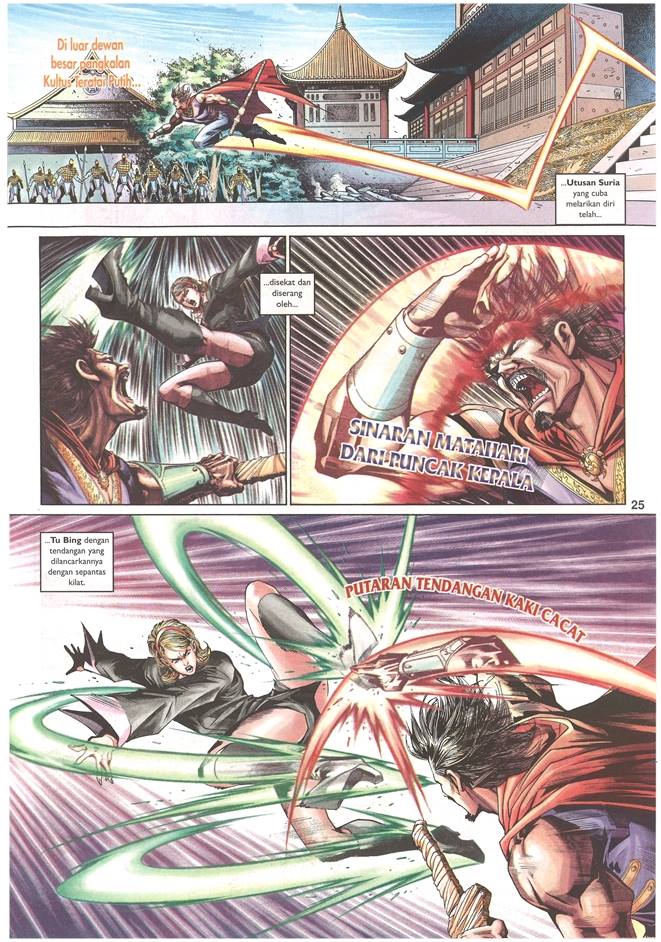 Di luar dewan
besar pangkalan
Kultus Teratai Putih...
...Utusan Suria
yang cuba
melarikan diri
telah...
...disekat dan
diserang
oleh...
SINARAN MATAHARI
DARI PUNCAK KEPALA
25
...Tu Bing dengan
tendangan yang
dilancarkannya
dengan sepantas
kilat.
PUTARAN TENDANGAN KAKI CACAT